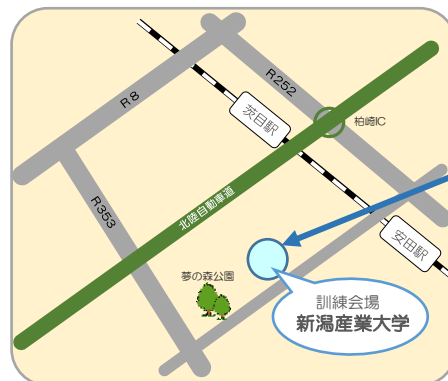 R8
R252
茨目駅
柏崎IC
R353
北陸自動車道
安田駅
夢の森公園
訓練会場
新潟産業大学